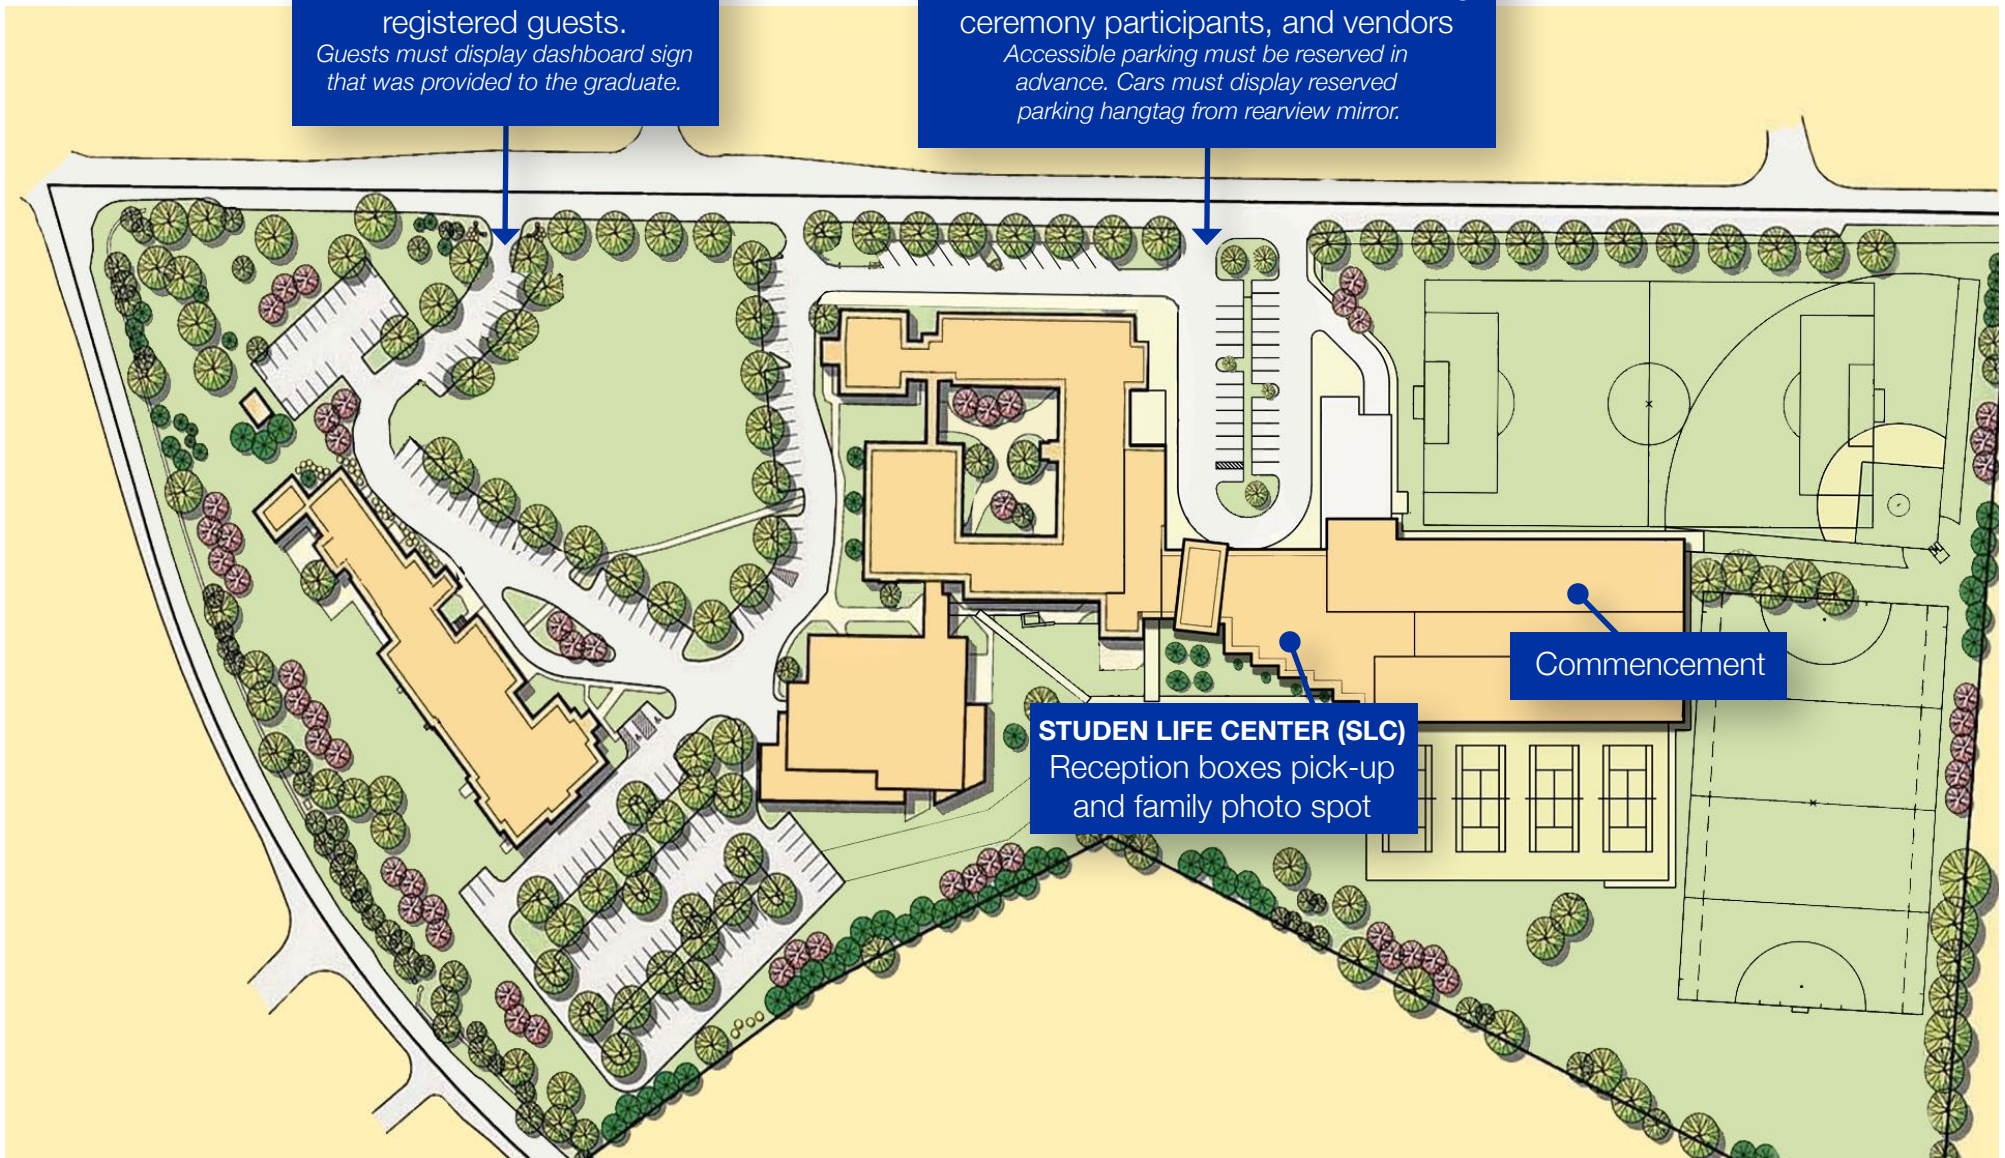 registered guests.
Guests must display dashboard sign
that was provided to the graduate.
ceremony participants, and vendors
Accessible parking must be reserved in
advance. Cars must display reserved
parking hangtag from rearview mirror.
Commencement
STUDEN LIFE CENTER (SLC)
Reception boxes pick-up
and family photo spot